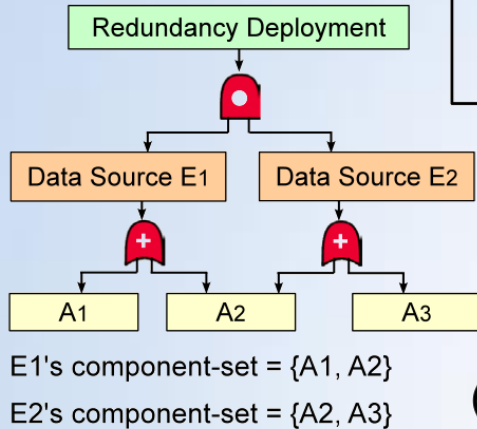 Redundancy Deployment
Data Source E1
Data Source E2
+
+
A1
A2
A3
E1's component-set = {A1, A2}
E2's component-set = {A2, A3}